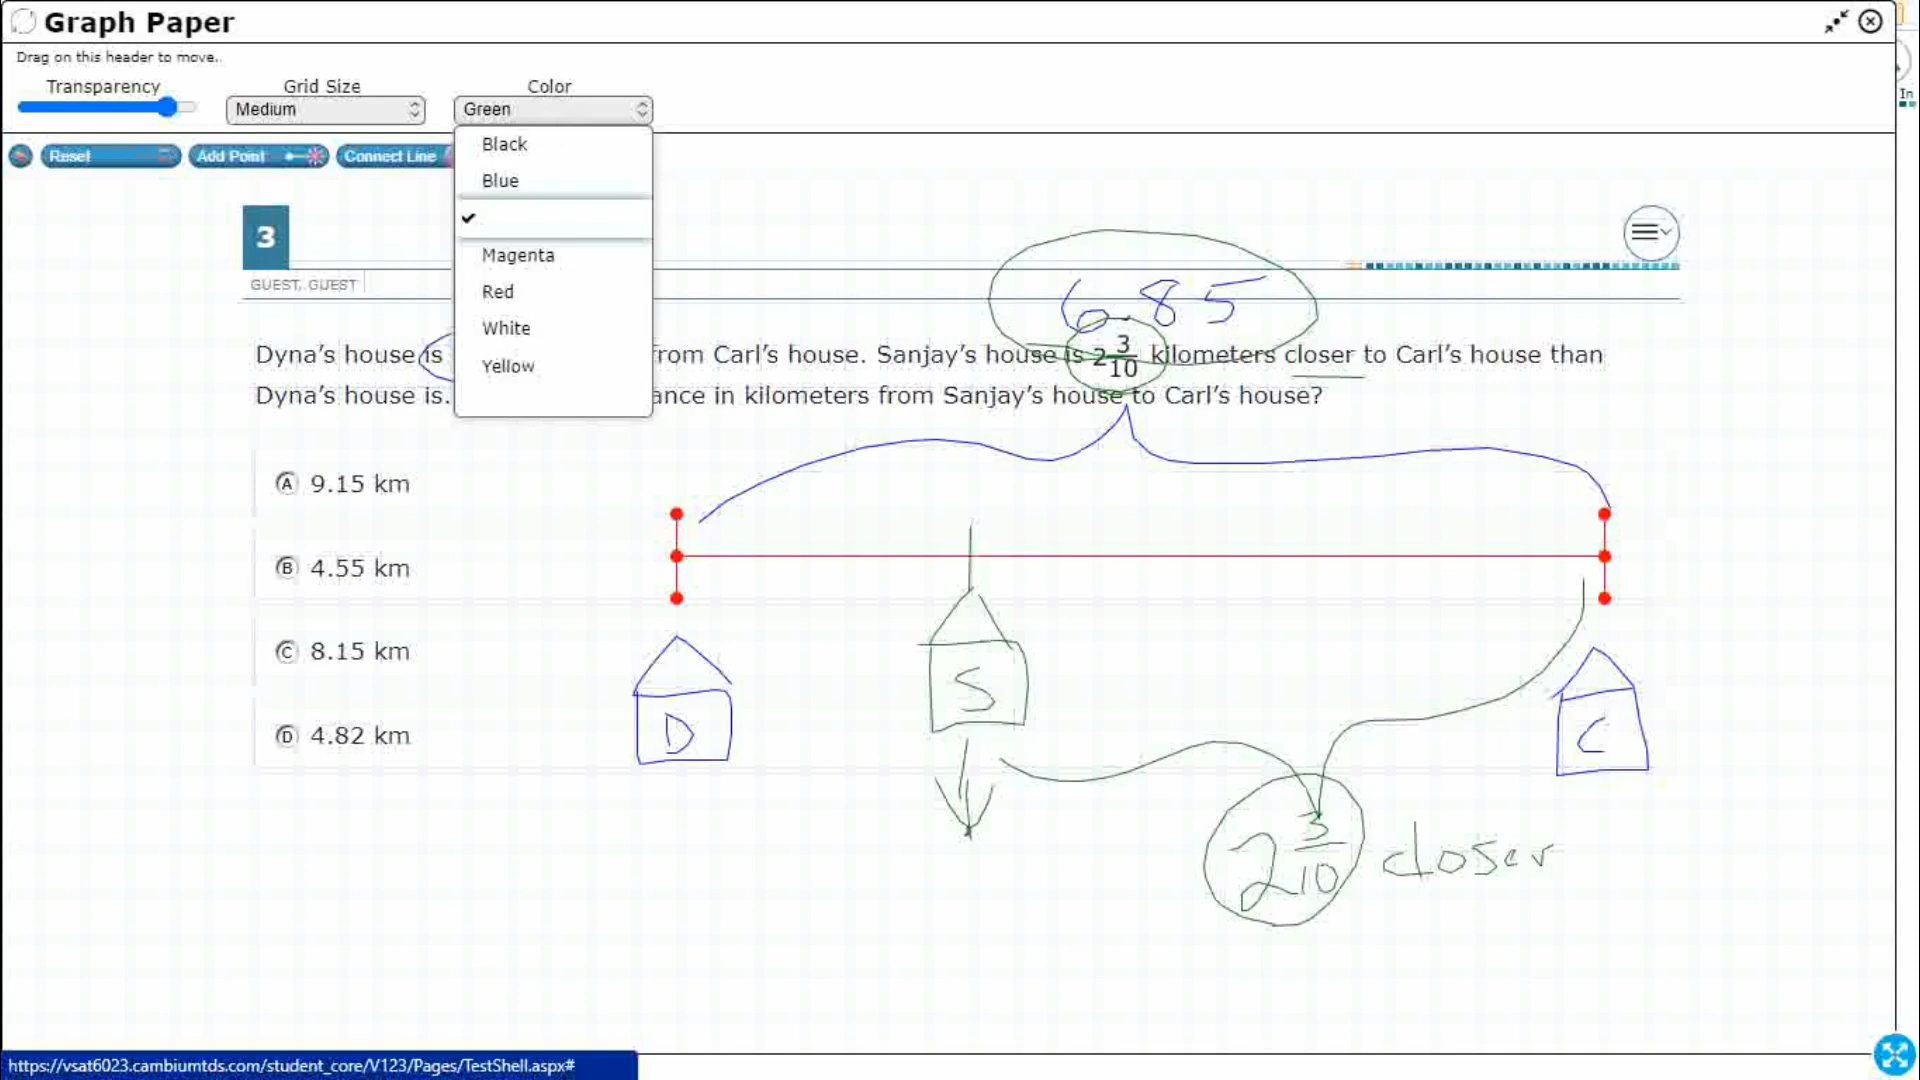 Graph Paper
Drag on this header to move..
Transparency
Grid Size
Color
Medium
Green
Black
Blue
Magenta
Red
White
Yellow
Reset
Add Point
Connect Line
In
3
GUEST, GUEST
6.85
Dyna's house is from Carl's house. Sanjay's house is 2 3/10 kilometers closer to Carl's house than
Dyna's house is. ance in kilometers from Sanjay's house to Carl's house?
A 9.15 km
B 4.55 km
C 8.15 km
D 4.82 km
D
S
C
2 3/10 closer
https://vsat6023.cambiumtds.com/student_core/V123/Pages/TestShell.aspx#